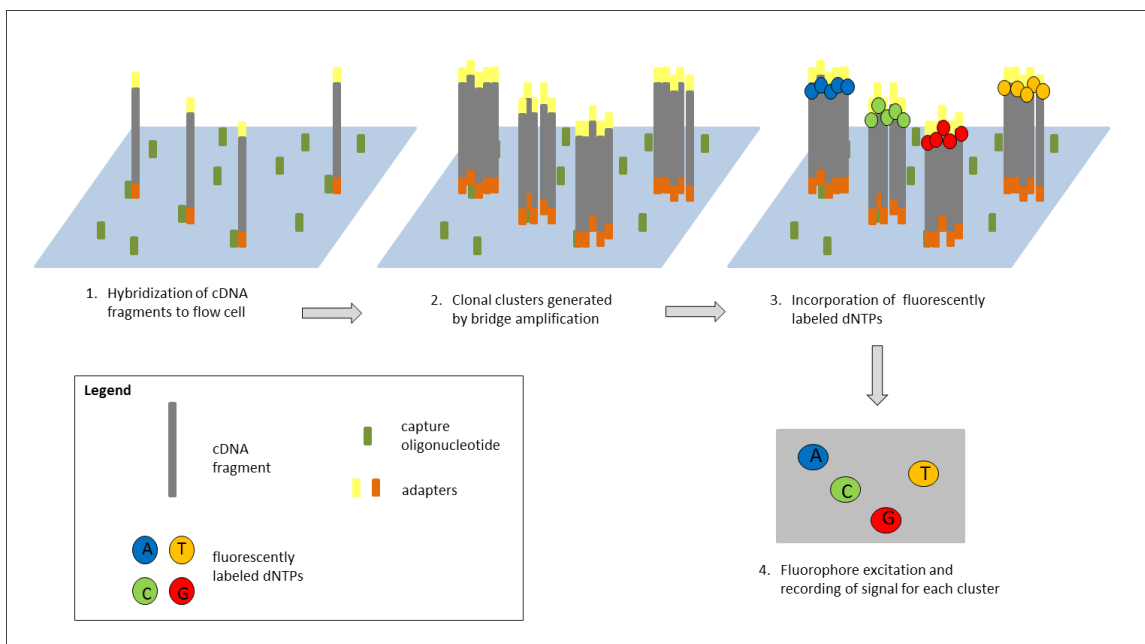 1. Hybridization of cDNA
fragments to flow cell
2. Clonal clusters generated
by bridge amplification
3. Incorporation of fluorescently
labeled dNTPs
Legend
cDNA
fragment
capture
oligonucleotide
adapters
A T
C G
fluorescently
labeled dNTPs
A
T
C
G
4. Fluorophore excitation and
recording of signal for each cluster